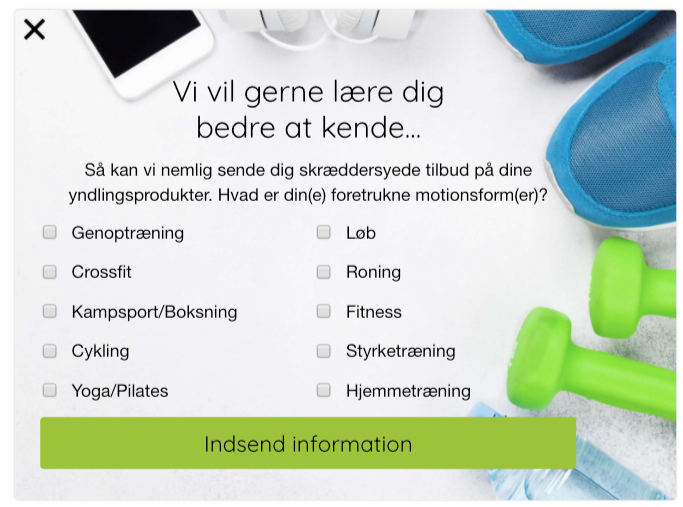 Vi vil gerne lære dig
bedre at kende...
Så kan vi nemlig sende dig skræddersyede tilbud på dine
yndlingsprodukter. Hvad er din(e) foretrukne motionsform(er)?
Genoptræning
Løb
Crossfit
Roning
Kampsport/Boksning
Fitness
Cykling
Styrketræning
Yoga/Pilates
Hjemmetræning
Indsend information